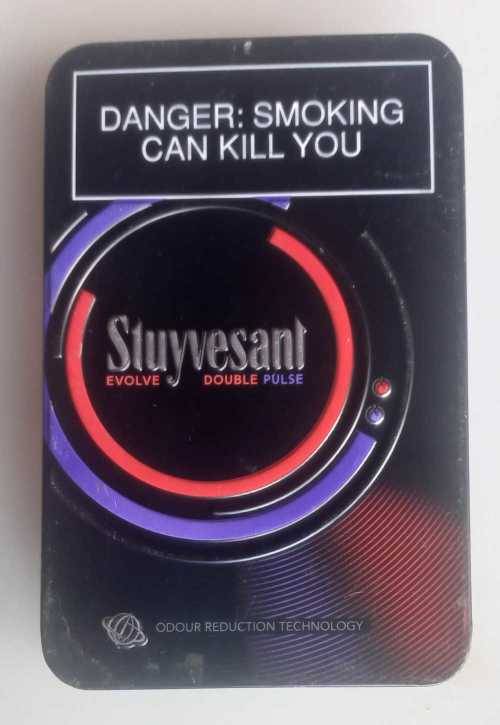 DANGER: SMOKING
CAN KILL YOU
Stuyvesant
EVOLVE DOUBLE PULSE
ODOUR REDUCTION TECHNOLOGY